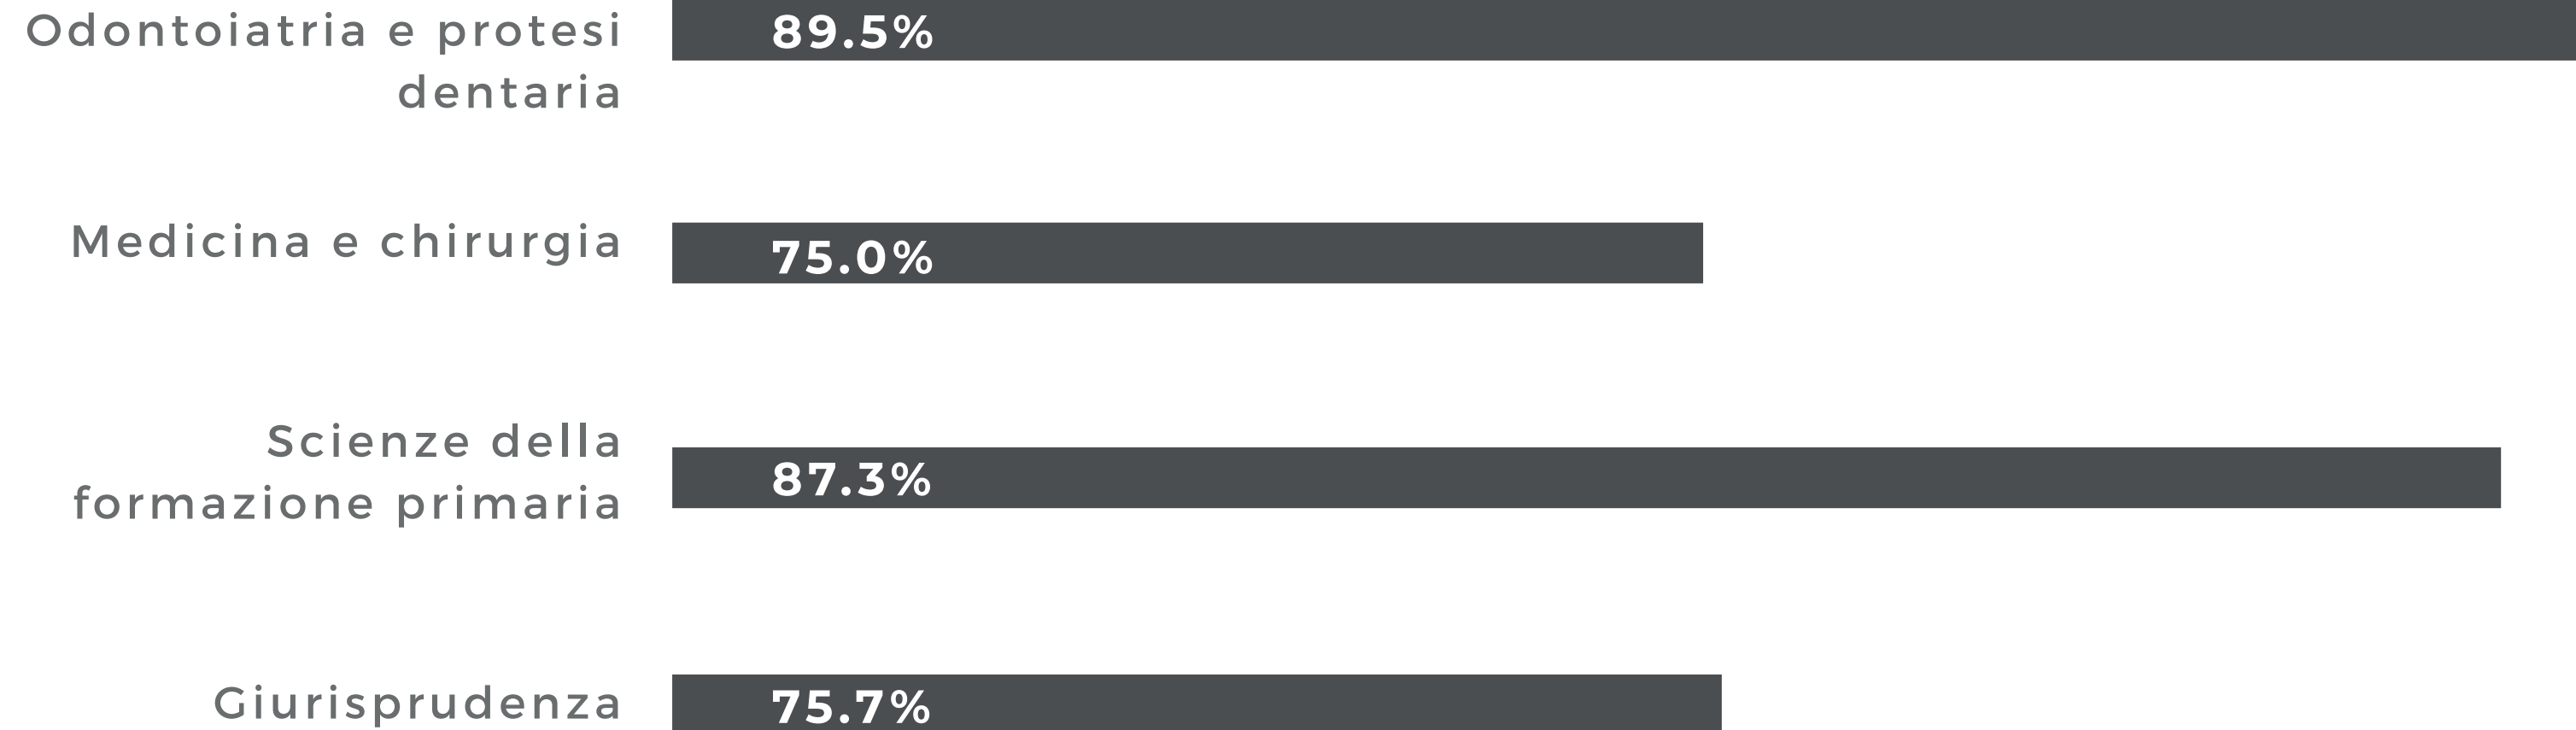 Odontoiatria e protesi
dentaria
89.5%
Medicina e chirurgia
75.0%
Scienze della
formazione primaria
87.3%
Giurisprudenza
75.7%